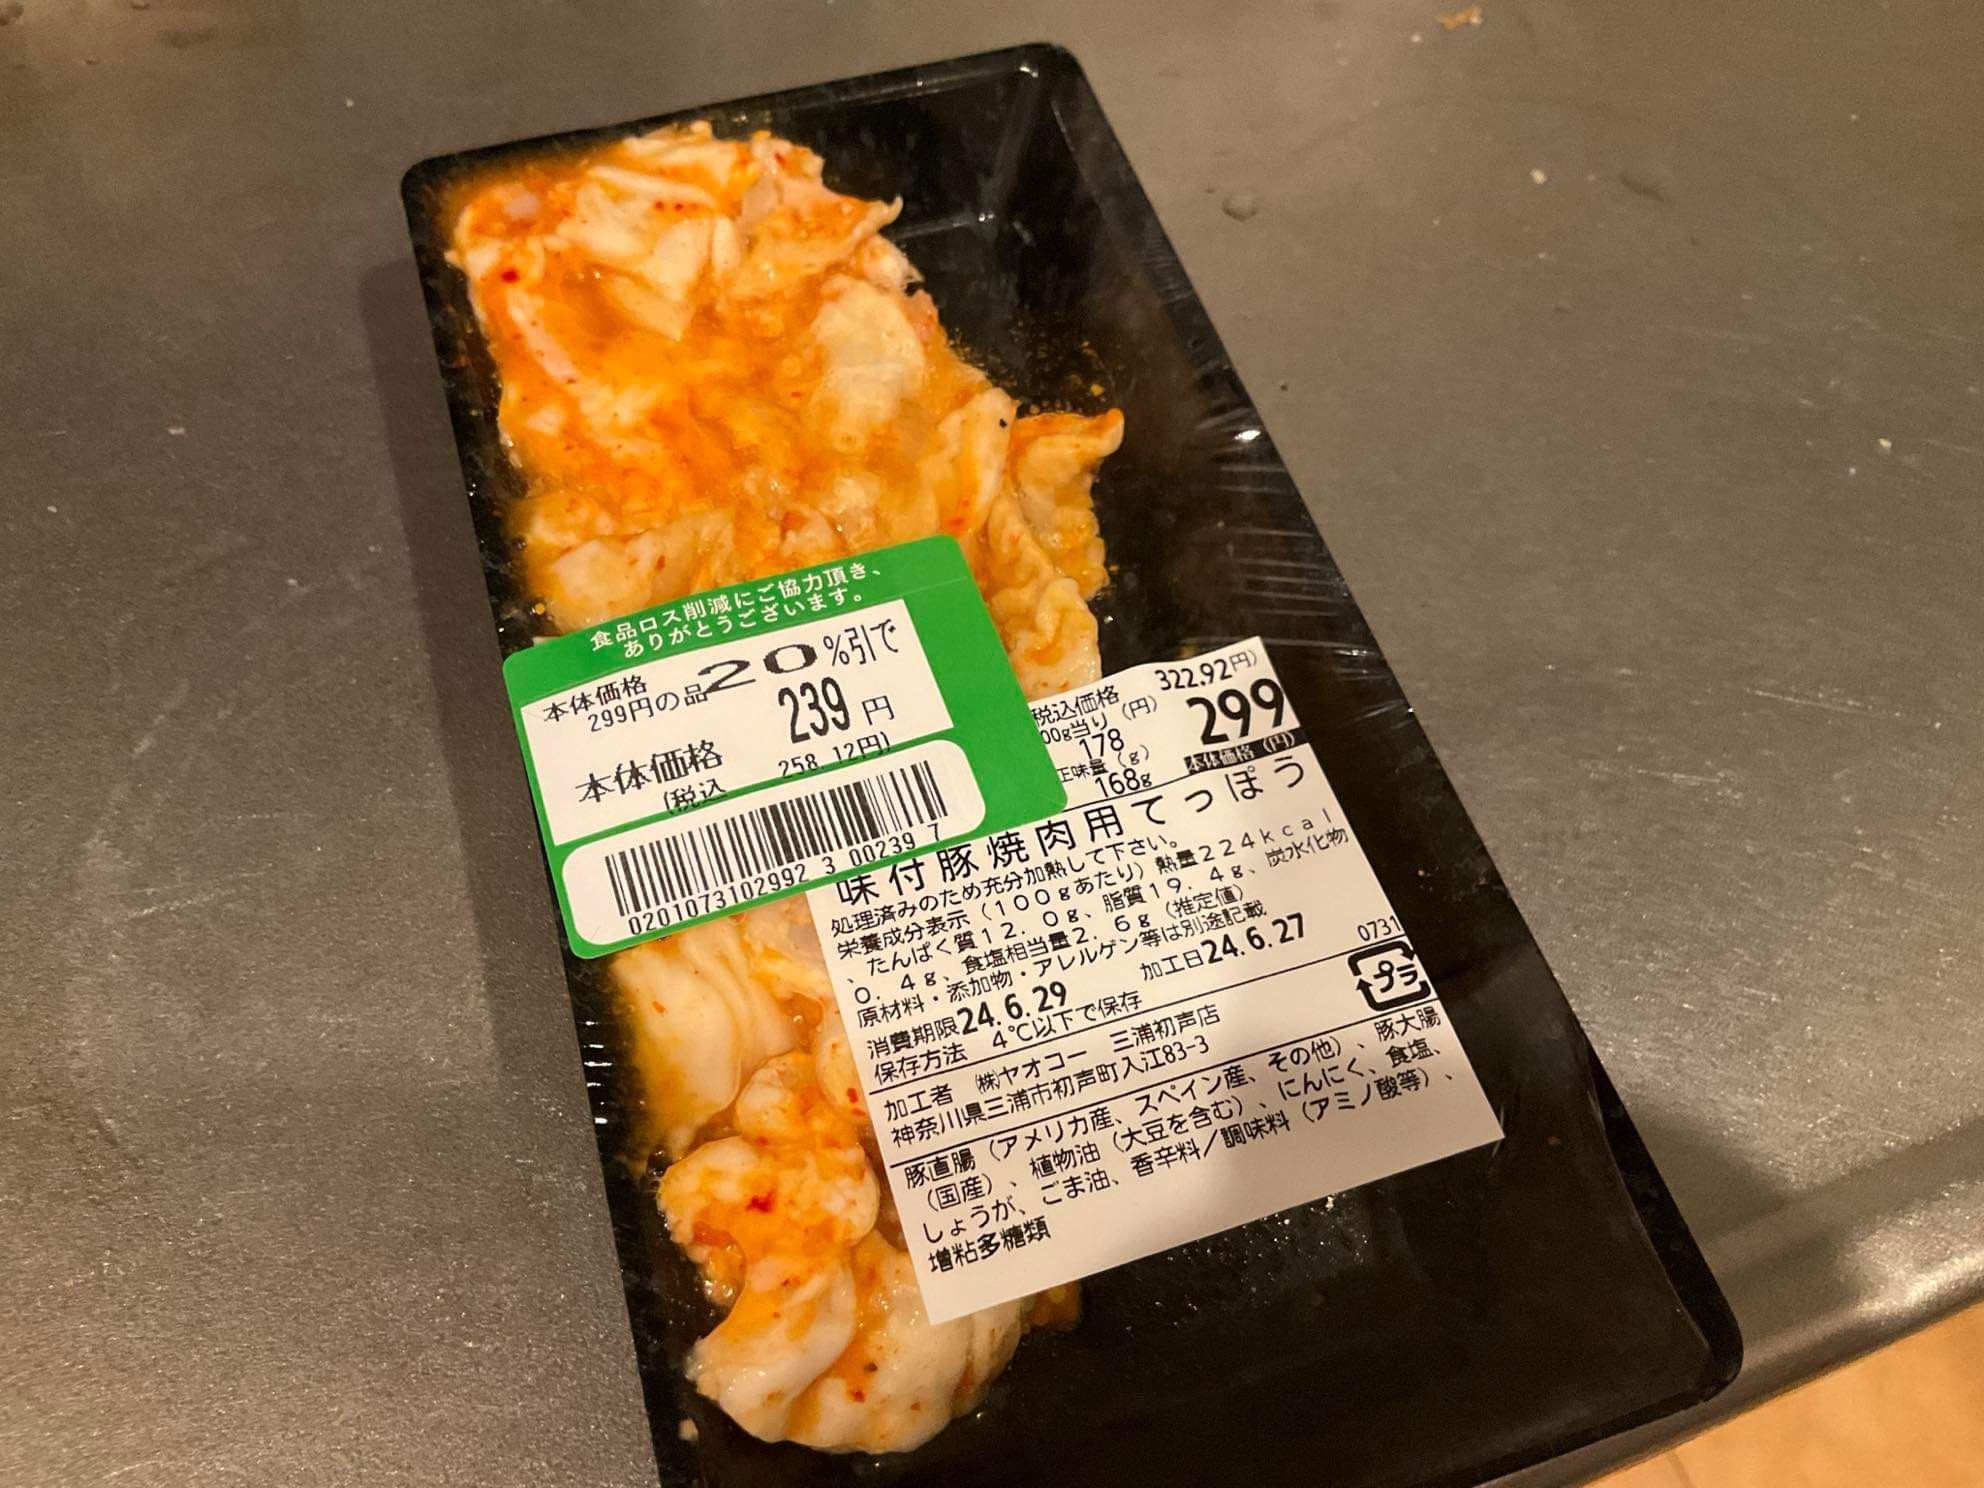 食品ロス削減にご協力頂き、
ありがとうございます。
本体価格
299円の品
20%引で
本体価格
239円
(税込 258.12円)
0201073102992 3 00239 7
税込価格 322.92円)
00g当り (円)
178
299
正味量 (g)
168g
本体価格 (円)
味付豚焼肉用てっぽう
処理済みのため充分加熱して下さい。
栄養成分表示(100gあたり)熱量224kcal
、たんぱく質12.0g、脂質19.4g、炭水化物
0.4g、食塩相当量2.6g(推定値)
原材料・添加物・アレルゲン等は別途記載
消費期限24.6.29 加工日24.6.27
保存方法 4℃以下で保存
0731
プラ
加工者 ㈱ヤオコー 三浦初声店
神奈川県三浦市初声町入江83-3
豚直腸(アメリカ産、スペイン産、その他)、豚大腸
(国産)、植物油(大豆を含む)、にんにく、食塩、
しょうが、ごま油、香辛料/調味料(アミノ酸等)、
増粘多糖類